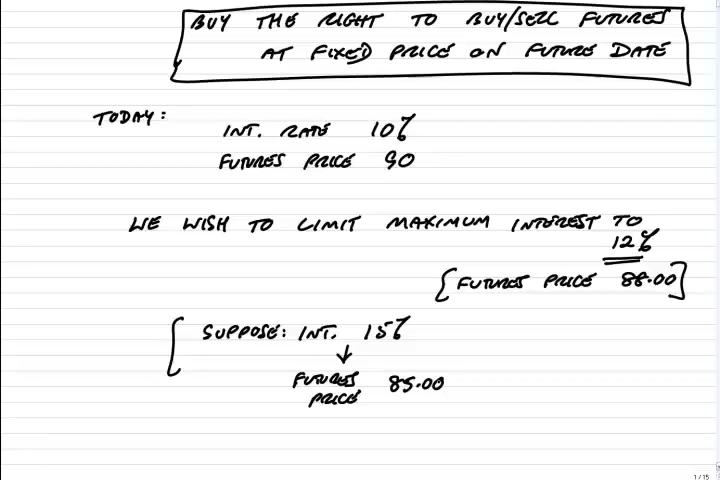 BUY THE RIGHT TO BUY/SELL FUTURES
AT FIXED PRICE ON FUTURE DATE
TODAY:
INT. RATE 10%
FUTURES PRICE 90
WE WISH TO LIMIT MAXIMUM INTEREST TO
12%
[FUTURES PRICE 88.00]
SUPPOSE: INT. 15%
FUTURES 85.00
PRICE
1/15